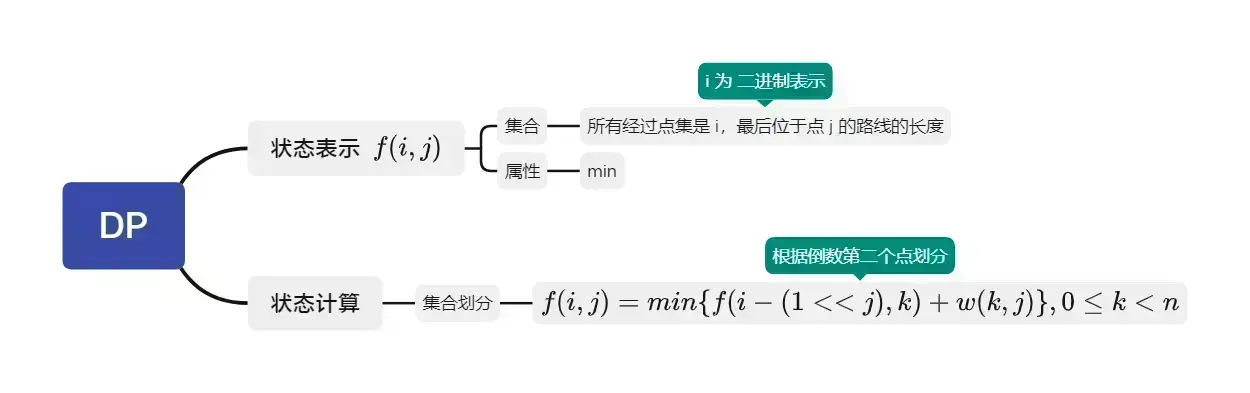 DP
状态表示 f(i,j)
集合
i 为 二进制表示
所有经过点集是 i，最后位于点 j 的路线的长度
属性
min
状态计算
集合划分
根据倒数第二个点划分
f(i,j) = min{f(i − (1 << j), k) + w(k,j)}, 0 ≤ k < n